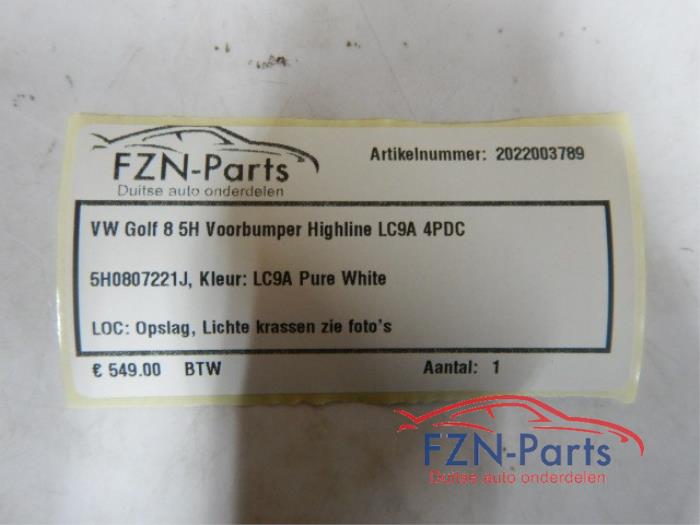 FZN-Parts
Duitse auto onderdelen
Artikelnummer: 2022003789
VW Golf 8 5H Voorbumper Highline LC9A 4PDC
5H0807221J, Kleur: LC9A Pure White
LOC: Opslag, Lichte krassen zie foto's
€ 549.00 BTW
Aantal: 1
FZN-Parts
Duitse auto onderdelen